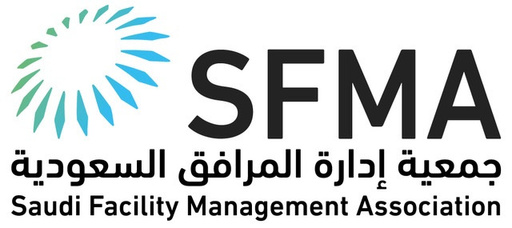 SFMA
جمعية إدارة المرافق السعودية
Saudi Facility Management Association